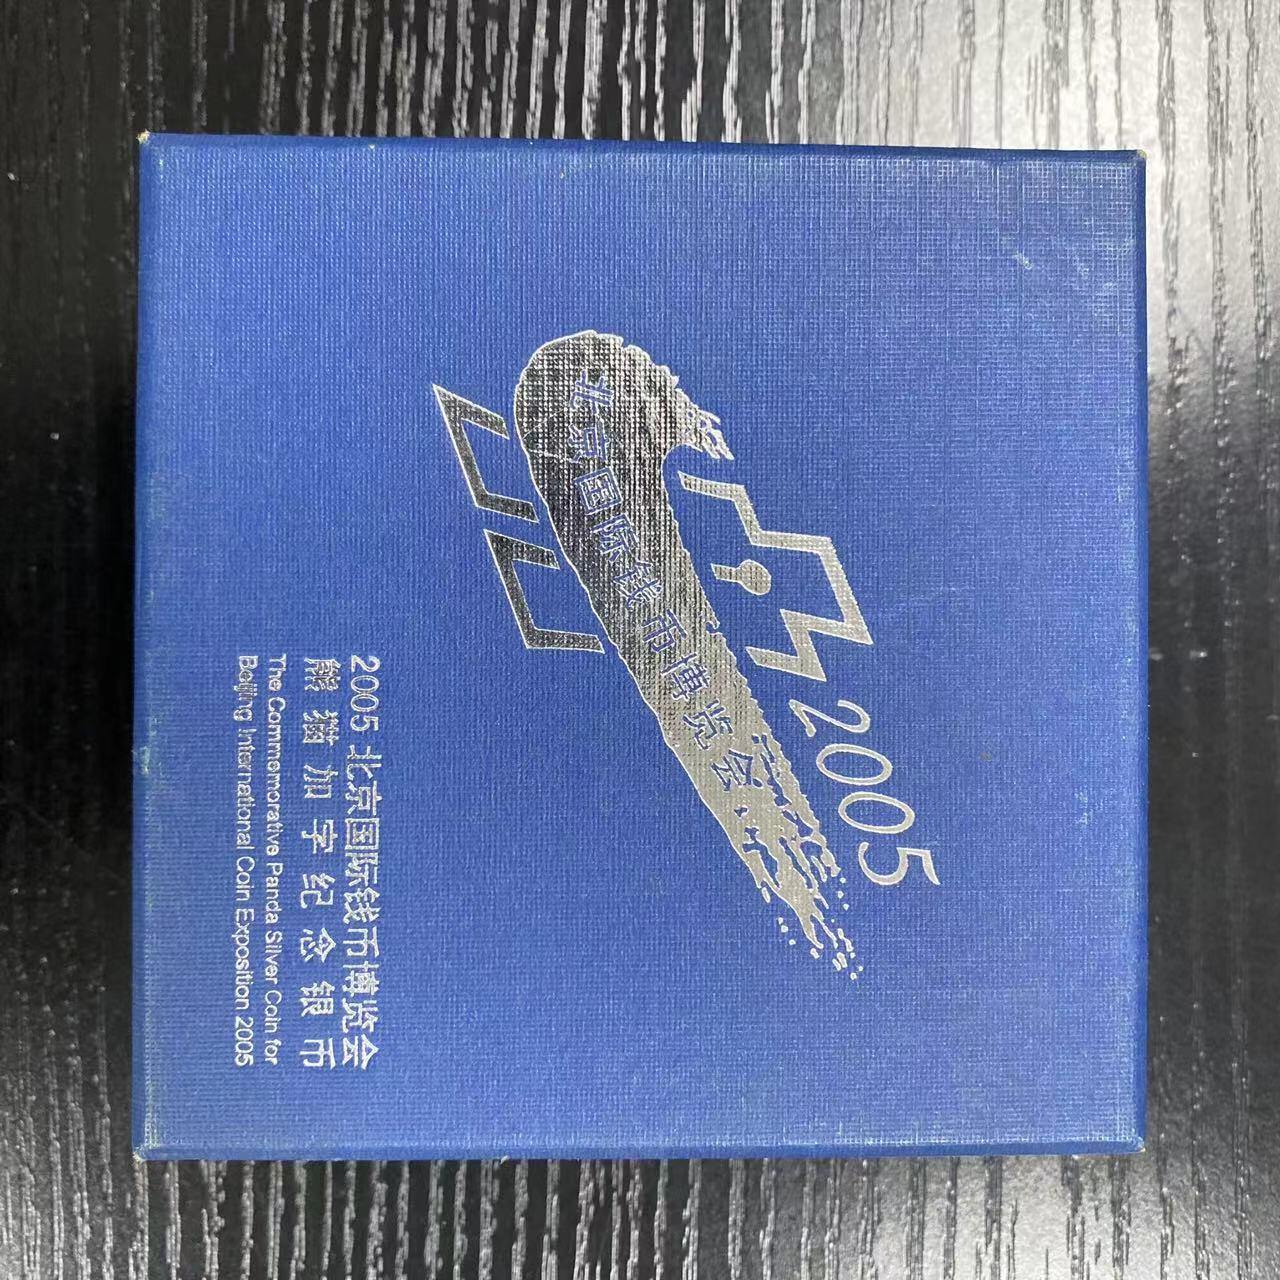 北京国际钱币博览会
2005
2005 北京国际钱币博览会
熊猫加字纪念银币
The Commemorative Panda Silver Coin for
Beijing International Coin Exposition 2005